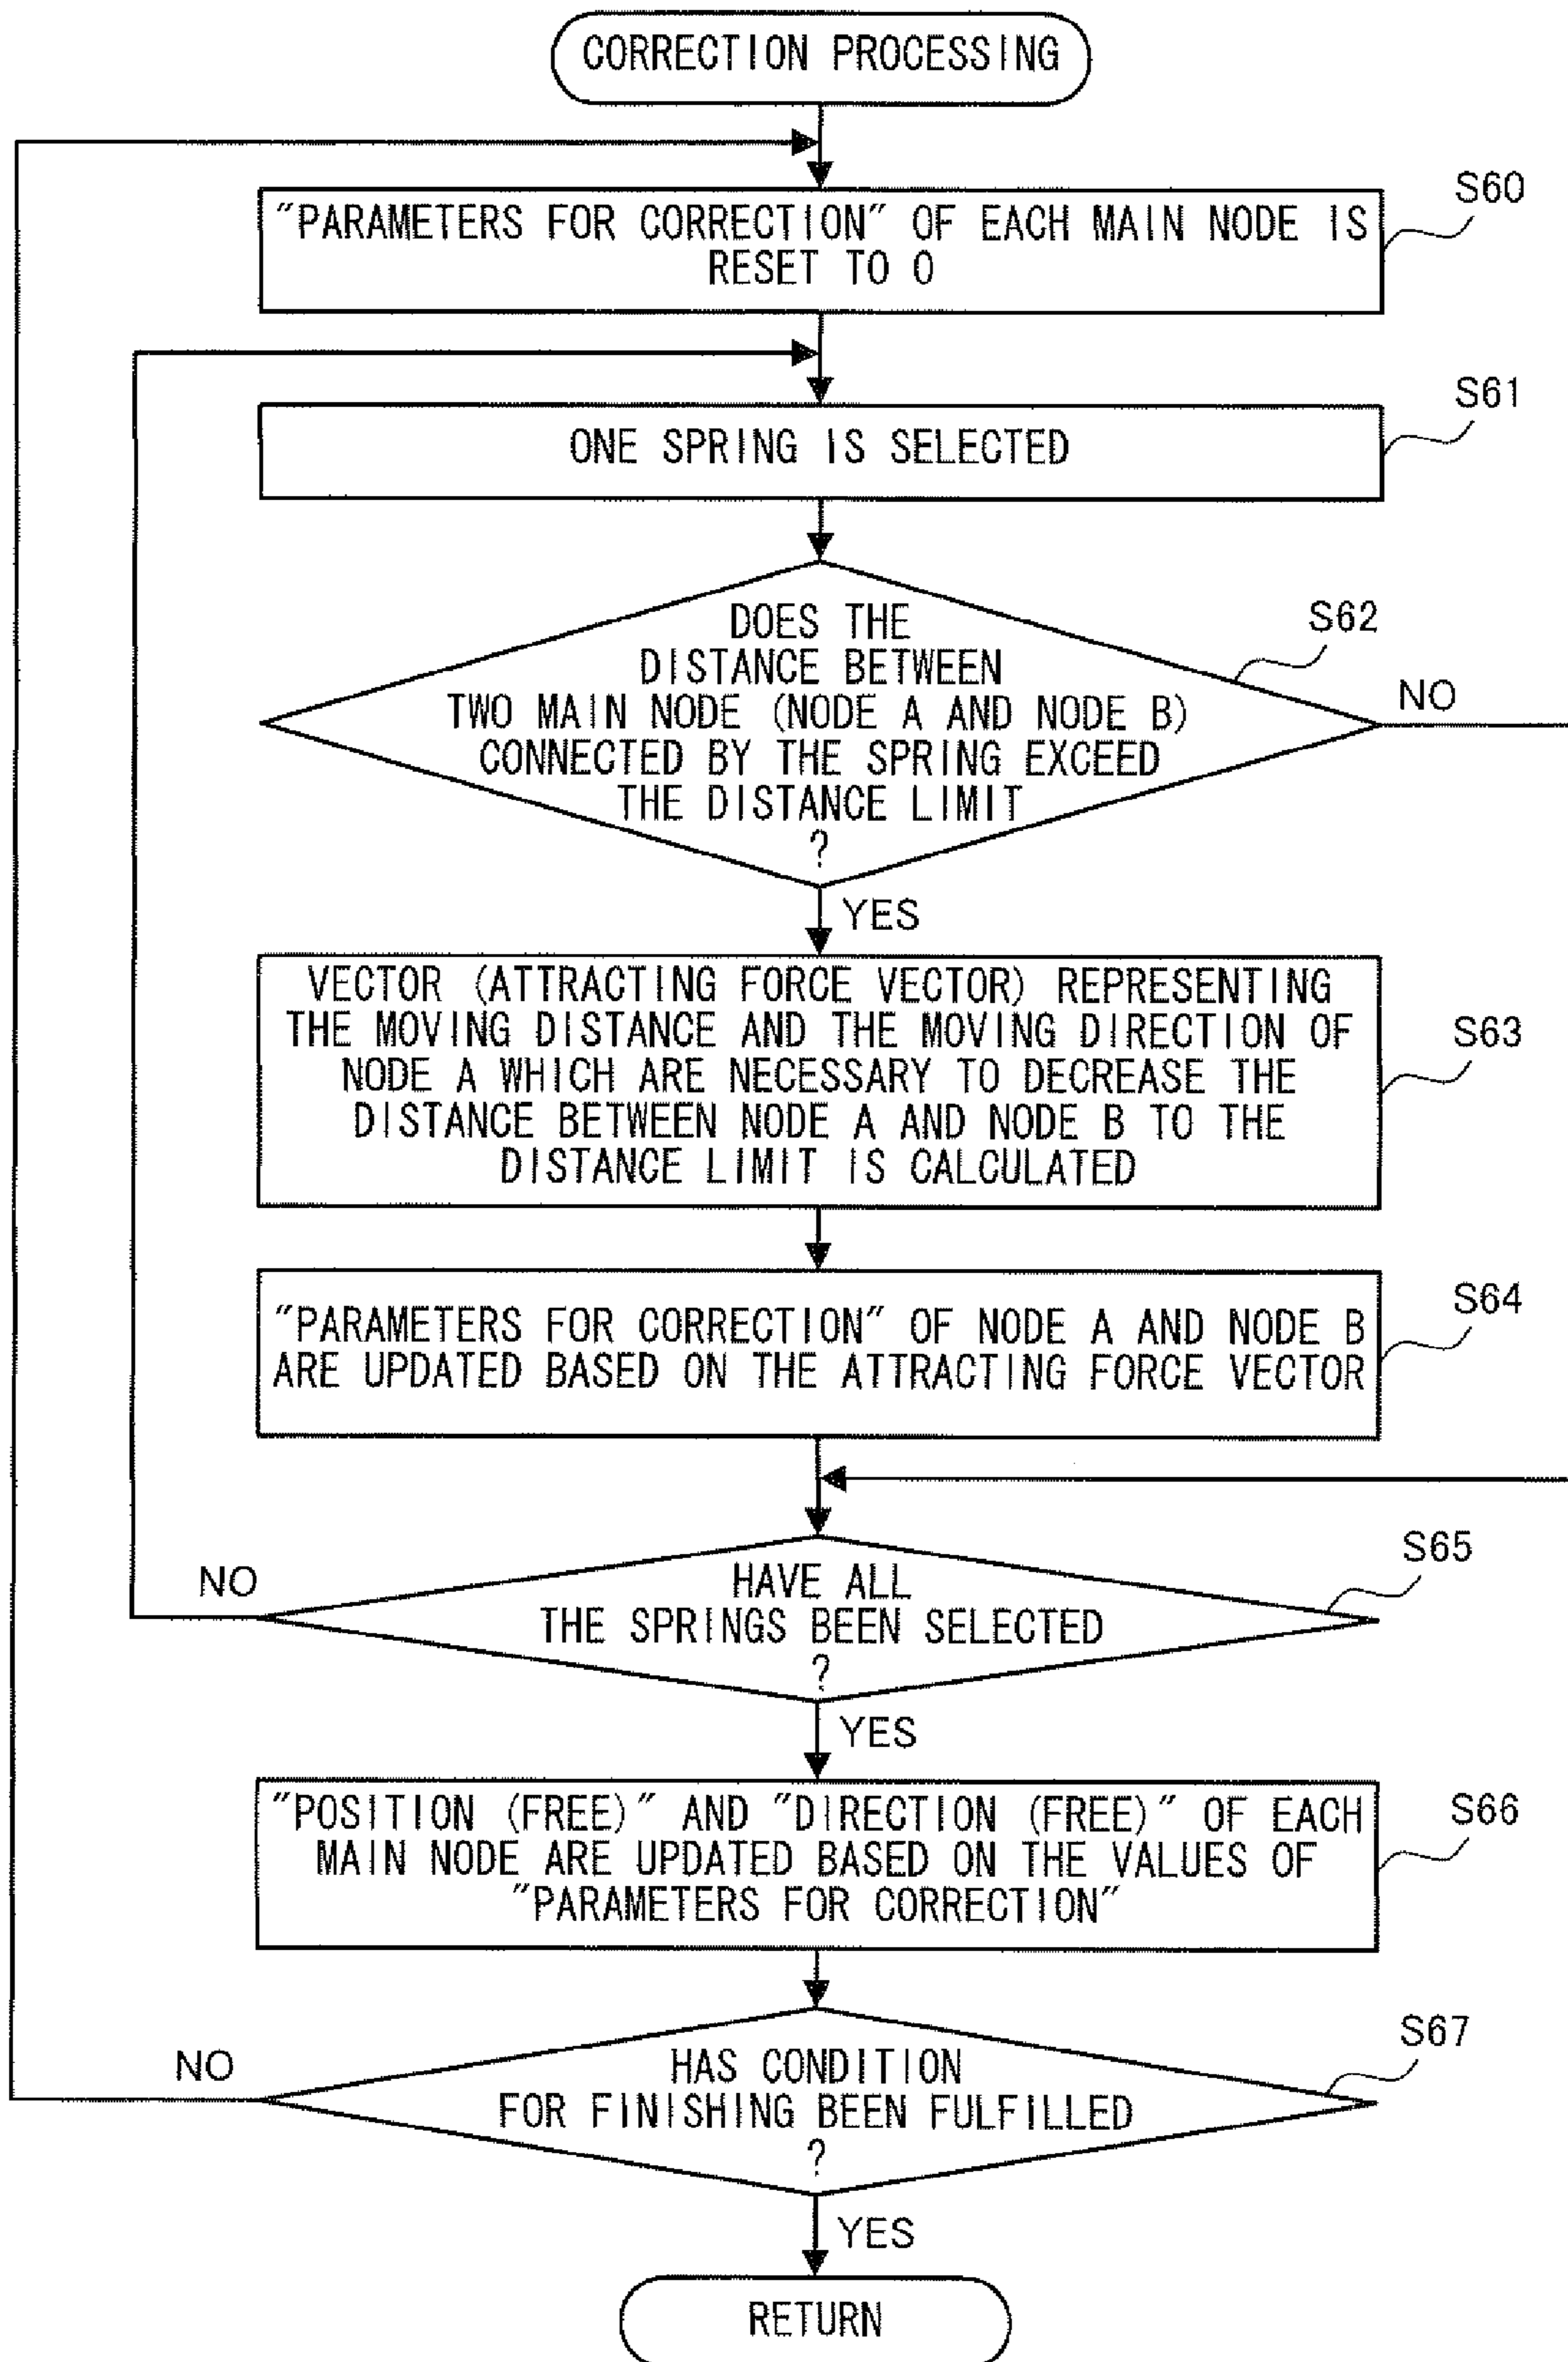 CORRECTION PROCESSING
S60
"PARAMETERS FOR CORRECTION" OF EACH MAIN NODE IS
RESET TO 0
S61
ONE SPRING IS SELECTED
S62
DOES THE
DISTANCE BETWEEN
TWO MAIN NODE (NODE A AND NODE B)
CONNECTED BY THE SPRING EXCEED
THE DISTANCE LIMIT
?
NO
YES
VECTOR (ATTRACTING FORCE VECTOR) REPRESENTING
THE MOVING DISTANCE AND THE MOVING DIRECTION OF
NODE A WHICH ARE NECESSARY TO DECREASE THE
DISTANCE BETWEEN NODE A AND NODE B TO THE
DISTANCE LIMIT IS CALCULATED
S63
"PARAMETERS FOR CORRECTION" OF NODE A AND NODE B
ARE UPDATED BASED ON THE ATTRACTING FORCE VECTOR
S64
S65
NO
HAVE ALL
THE SPRINGS BEEN SELECTED
?
YES
"POSITION (FREE)" AND "DIRECTION (FREE)" OF EACH
MAIN NODE ARE UPDATED BASED ON THE VALUES OF
"PARAMETERS FOR CORRECTION"
S66
S67
NO
HAS CONDITION
FOR FINISHING BEEN FULFILLED
?
YES
RETURN